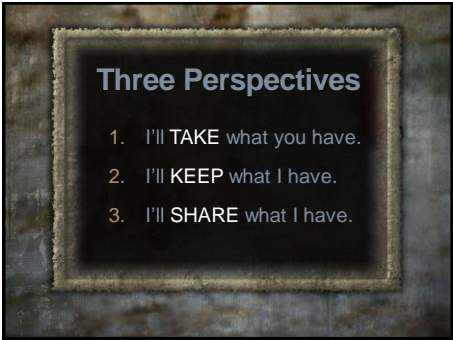 Three Perspectives
1. I'll TAKE what you have.
2. I'll KEEP what I have.
3. I'll SHARE what I have.